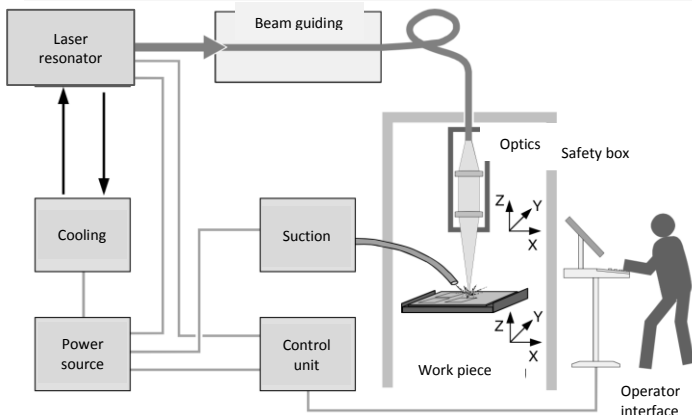 Laser
resonator
Beam guiding
Optics
Safety box
Z
Y
X
Cooling
Suction
Z
Y
X
Power
source
Control
unit
Work piece
Operator
interface